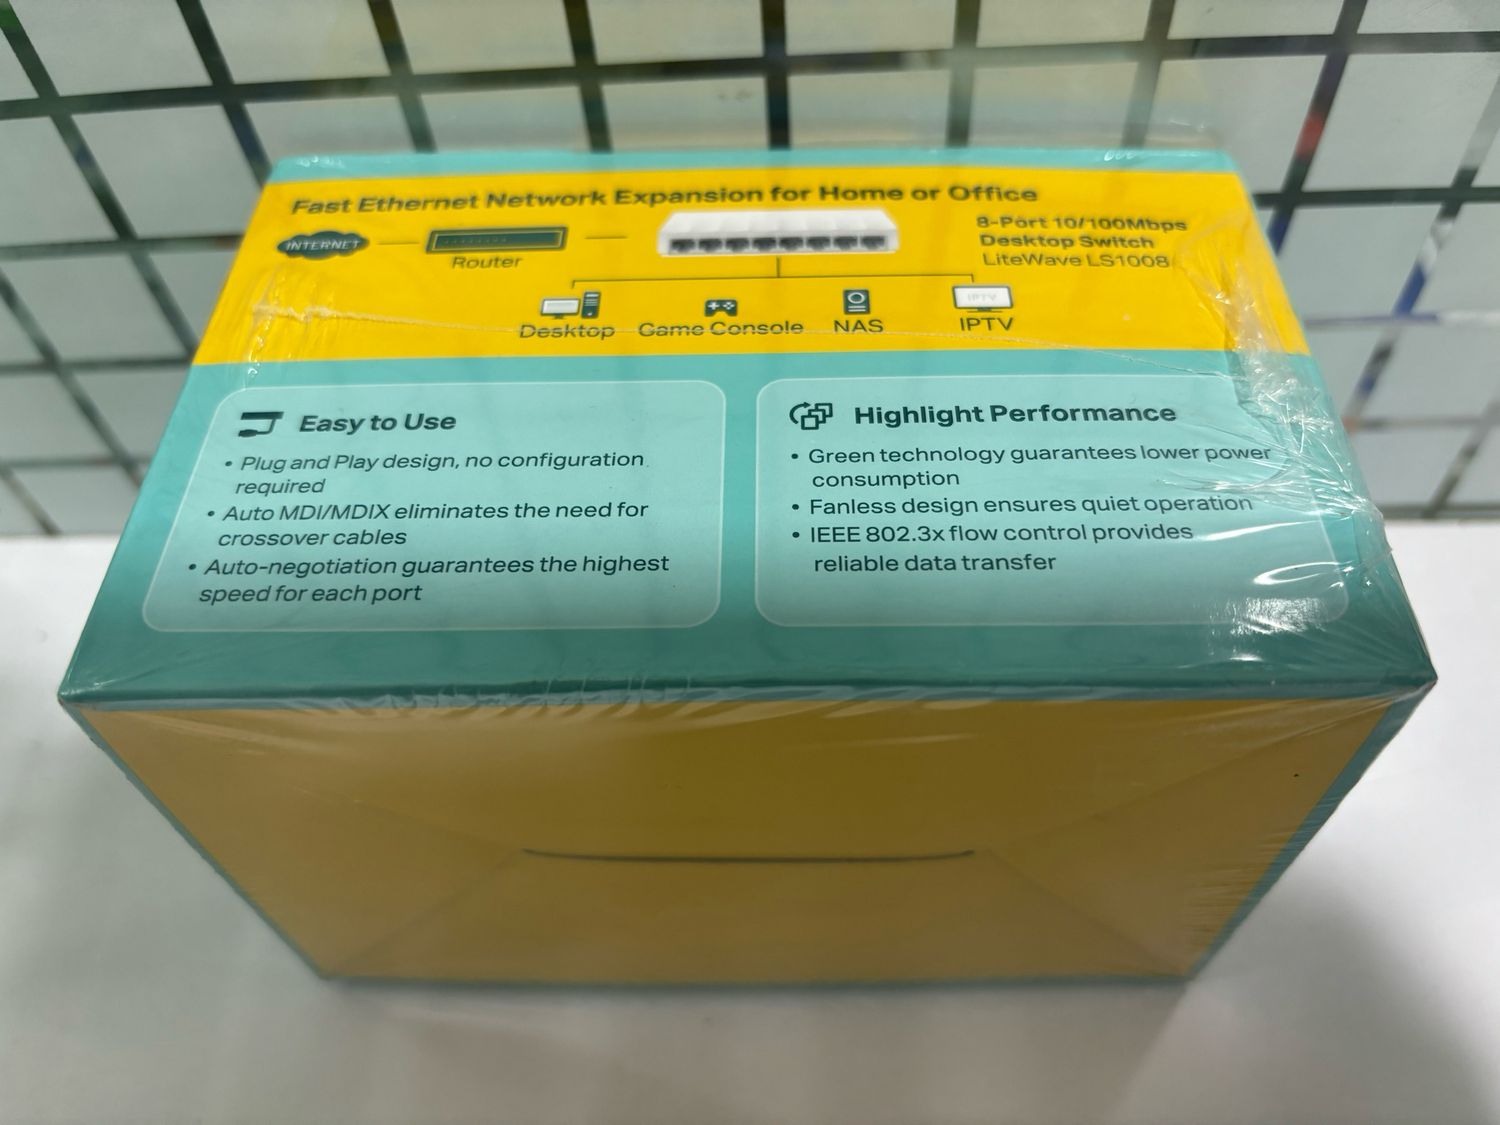 Fast Ethernet Network Expansion for Home or Office
INTERNET
Router
8-Port 10/100Mbps
Desktop Switch
LiteWave LS1008
IPTV
Desktop
Game Console
NAS
IPTV
Easy to Use
• Plug and Play design, no configuration
required
• Auto MDI/MDIX eliminates the need for
crossover cables
• Auto-negotiation guarantees the highest
speed for each port
Highlight Performance
• Green technology guarantees lower power
consumption
• Fanless design ensures quiet operation
• IEEE 802.3x flow control provides
reliable data transfer